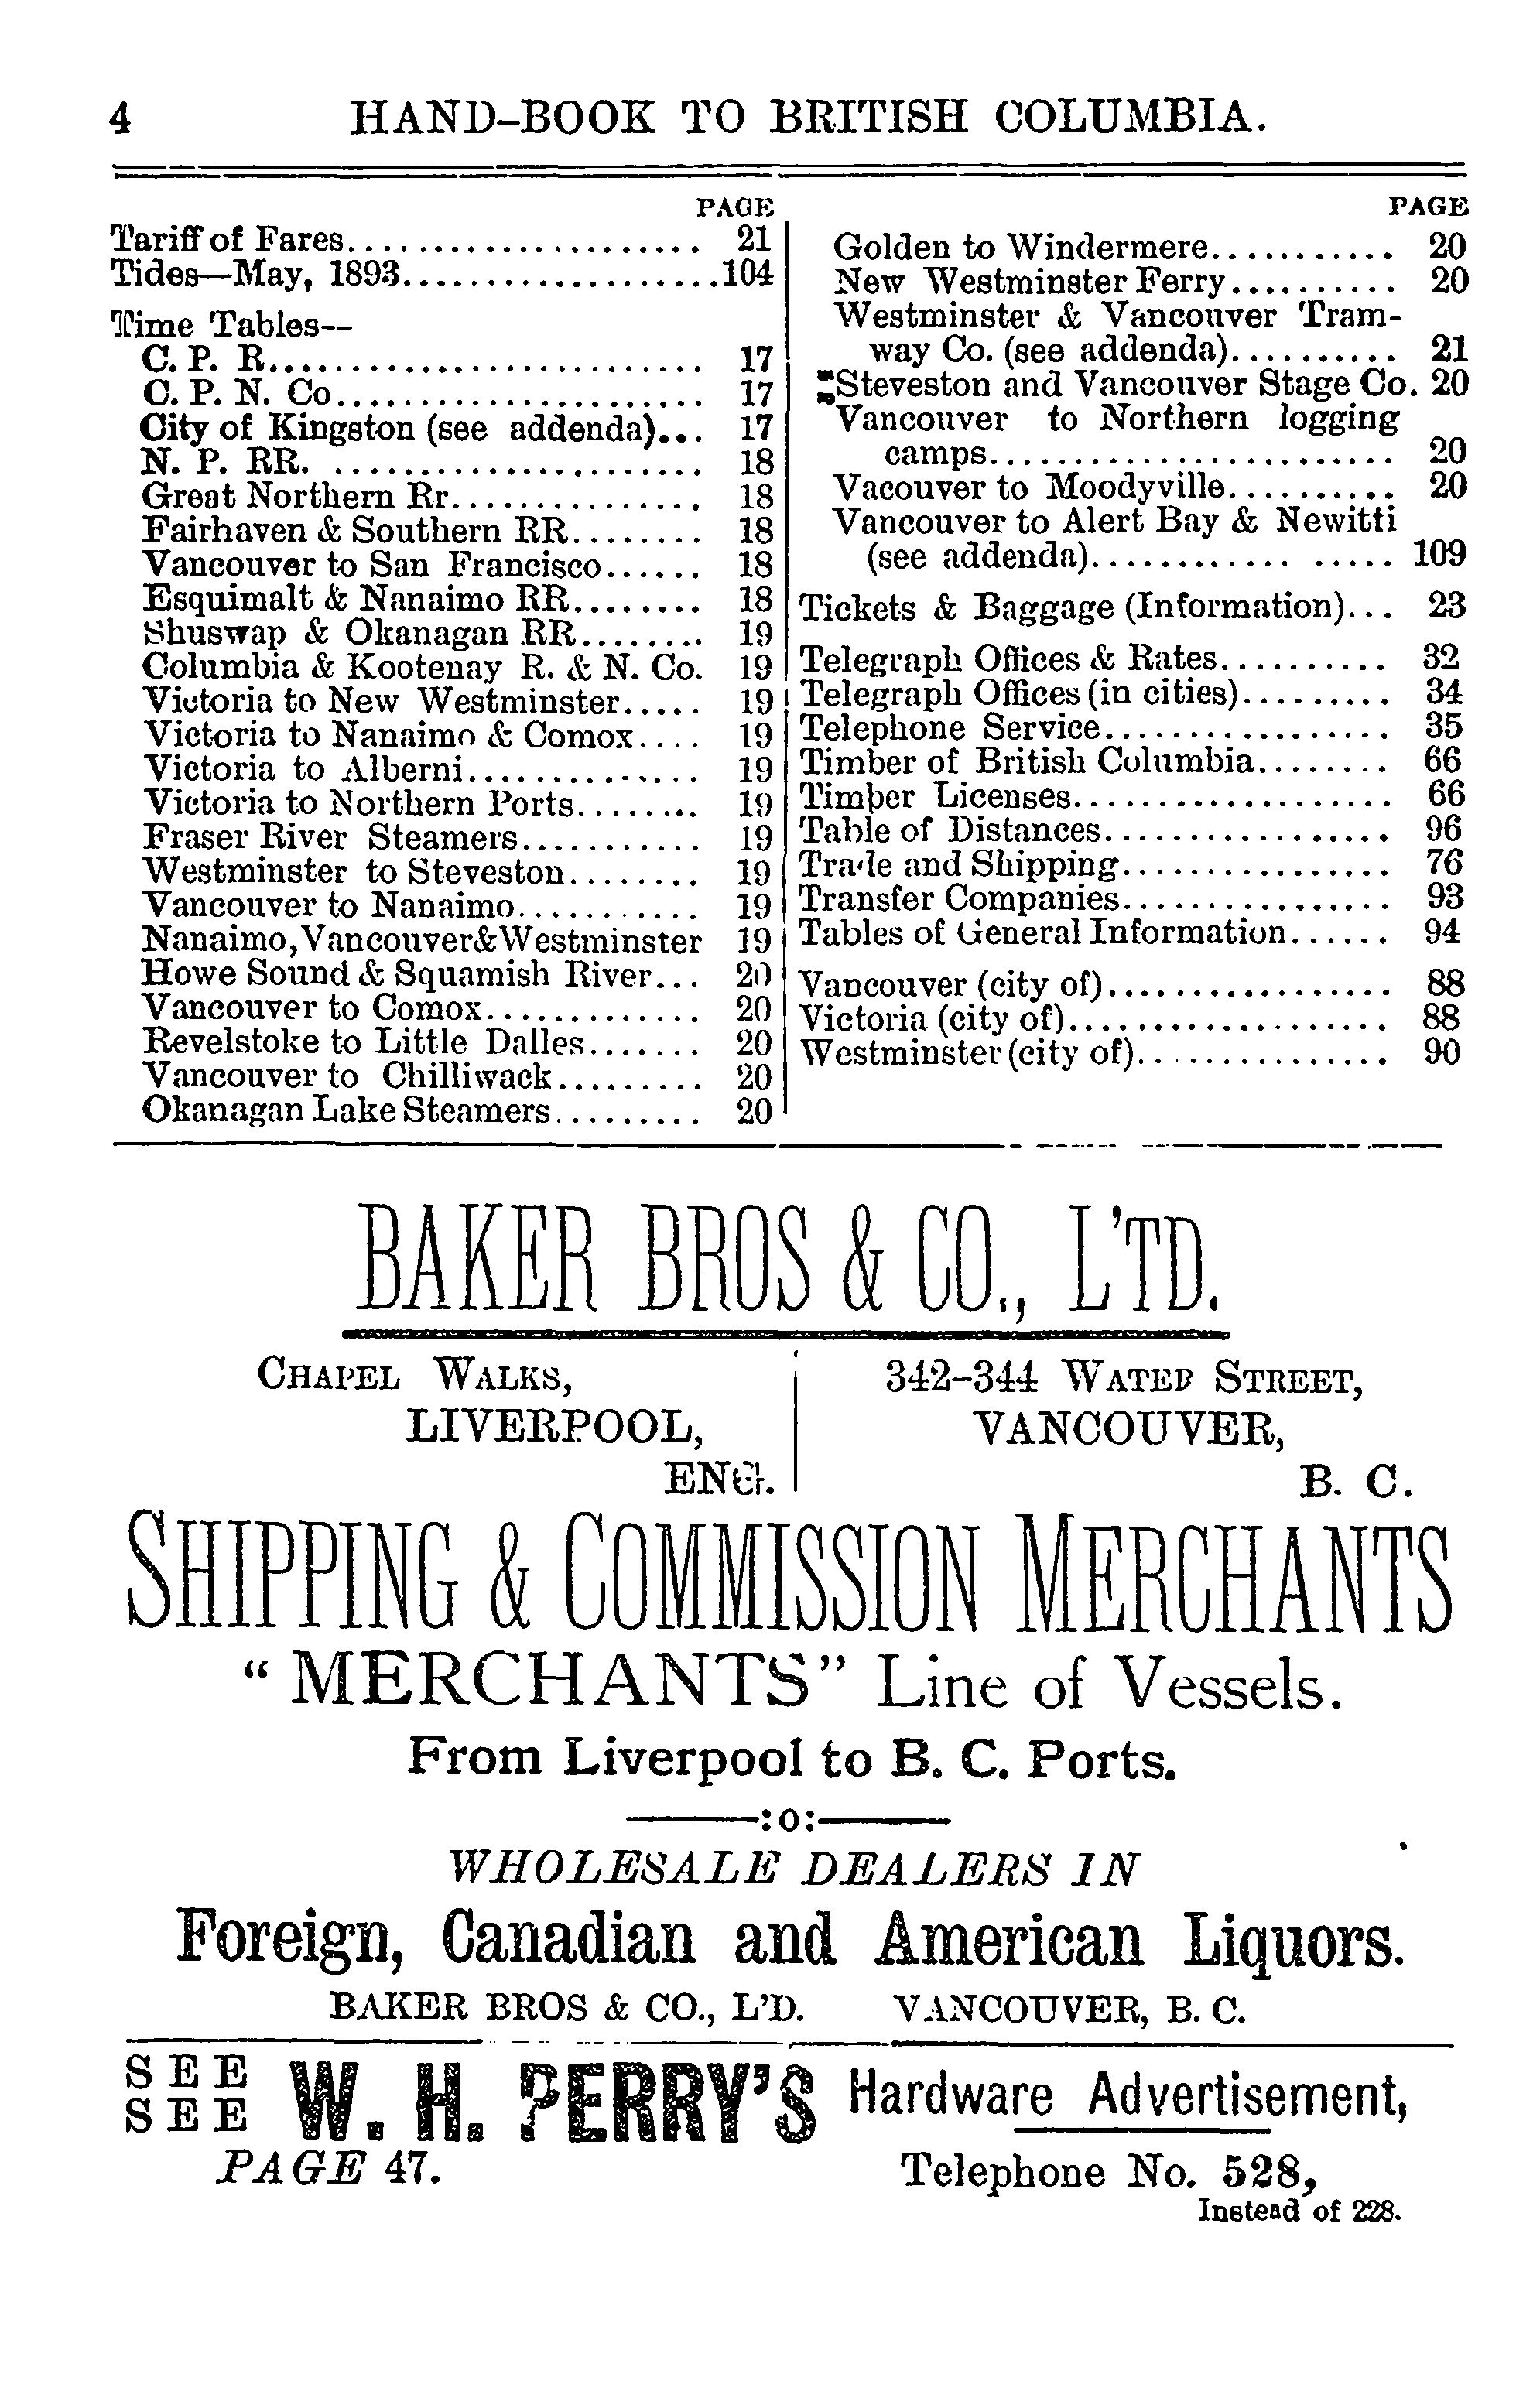 4 HAND-BOOK TO BRITISH COLUMBIA.
PAGE
Tariff of Fares..................... 21
Tides—May, 1893...................104
Time Tables--
C. P. R.......................... 17
C. P. N. Co...................... 17
City of Kingston (see addenda)... 17
N. P. RR. ...................... 18
Great Northern Rr............... 18
Fairhaven & Southern RR........ 18
Vancouver to San Francisco...... 18
Esquimalt & Nanaimo RR........ 18
Shuswap & Okanagan RR........ 19
Columbia & Kootenay R. & N. Co. 19
Victoria to New Westminster..... 19
Victoria to Nanaimo & Comox.... 19
Victoria to Alberni.............. 19
Victoria to Northern Ports........ 19
Fraser River Steamers........... 19
Westminster to Steveston........ 19
Vancouver to Nanaimo........... 19
Nanaimo,Vancouver&Westminster 19
Howe Sound & Squamish River... 20
Vancouver to Comox............. 20
Revelstoke to Little Dalles....... 20
Vancouver to Chilliwack......... 20
Okanagan Lake Steamers......... 20
PAGE
Golden to Windermere........... 20
New Westminster Ferry.......... 20
Westminster & Vancouver Tram-
way Co. (see addenda).......... 21
Steveston and Vancouver Stage Co. 20
Vancouver to Northern logging
camps........................ 20
Vacouver to Moodyville.......... 20
Vancouver to Alert Bay & Newitti
(see addenda)............ ..... 109
Tickets & Baggage (Information)... 23
Telegraph Offices & Rates.......... 32
Telegraph Offices (in cities)......... 34
Telephone Service................. 35
Timber of British Columbia........ 66
Timber Licenses................... 66
Table of Distances................. 96
Trade and Shipping................ 76
Transfer Companies................ 93
Tables of General Information...... 94
Vancouver (city of)................. 88
Victoria (city of)................... 88
Westminster (city of)............... 90
BAKER BROS & CO., L'TD.
CHAPEL WALKS,
LIVERPOOL,
ENG.
342-344 WATER STREET,
VANCOUVER,
B. C.
SHIPPING & COMMISSION MERCHANTS
"MERCHANTS" Line of Vessels.
From Liverpool to B. C. Ports.
:o:
WHOLESALE DEALERS IN
Foreign, Canadian and American Liquors.
BAKER BROS & CO., L'D. VANCOUVER, B. C.
SEE
SEE
W. H. PERRY'S Hardware Advertisement,
PAGE 47. Telephone No. 528,
Instead of 228.